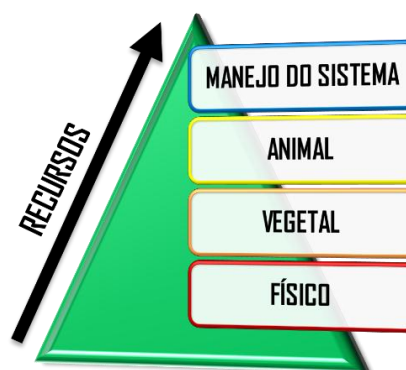 MANEJO DO SISTEMA
ANIMAL
VEGETAL
FÍSICO
RECURSOS